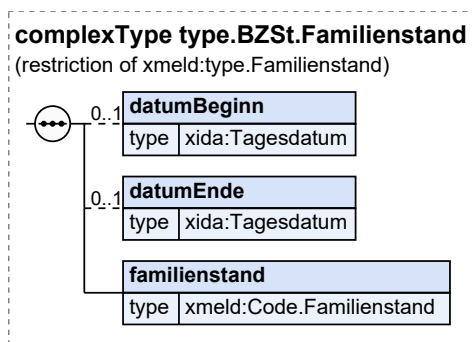 complexType type.BZSt.Familienstand
(restriction of xmeld:type.Familienstand)
0..1 datumBeginn
type xida:Tagesdatum
0..1 datumEnde
type xida:Tagesdatum
familienstand
type xmeld:Code.Familienstand